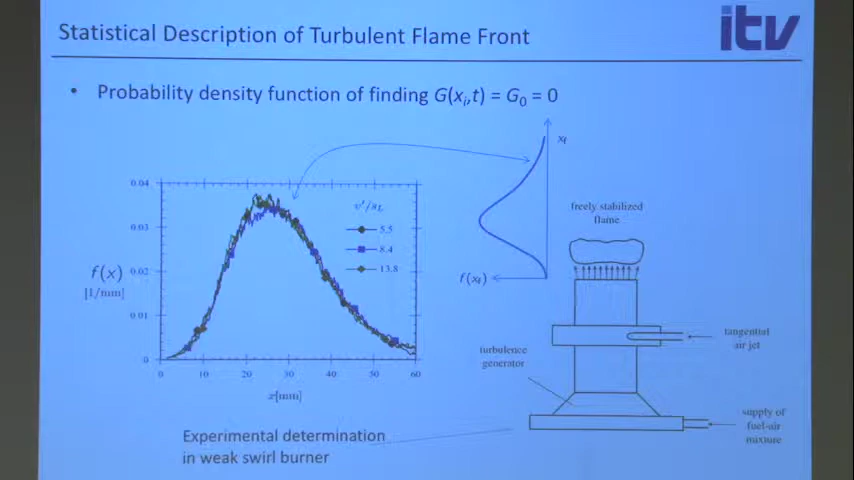 Statistical Description of Turbulent Flame Front
itv
• Probability density function of finding G(xᵢ,t) = G₀ = 0
xₜ
0.04
0.03
0.02
0.01
0
f(x)
[1/mm]
v'/s_L
5.5
8.4
13.8
0 10 20 30 40 50 60
x[mm]
f(xₜ)
freely stabilized
flame
tangential
air jet
turbulence
generator
supply of
fuel-air
mixture
Experimental determination
in weak swirl burner